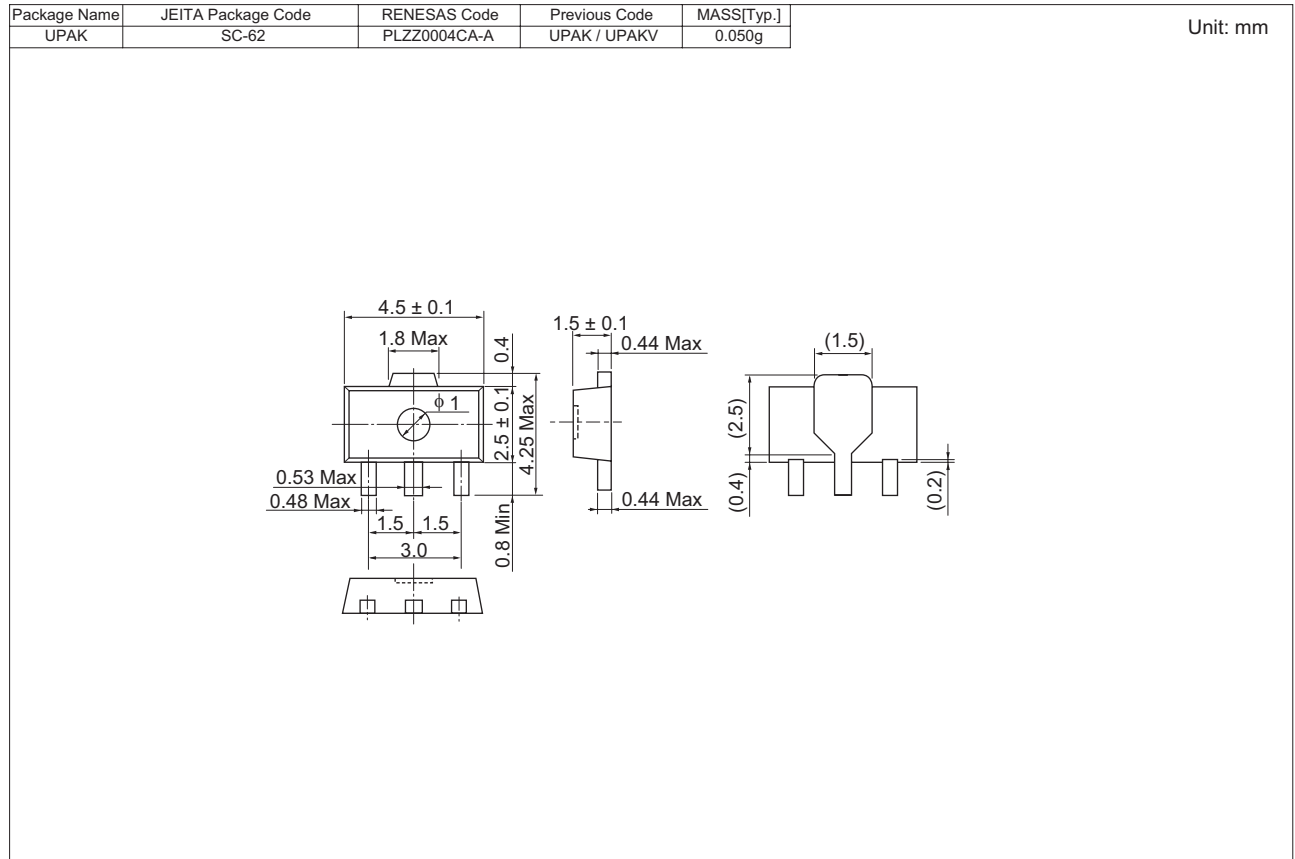 Package Name JEITA Package Code RENESAS Code Previous Code MASS[Typ.]
UPAK SC-62 PLZZ0004CA-A UPAK / UPAKV 0.050g
Unit: mm
4.5 ± 0.1
1.8 Max
0.4
ϕ 1
2.5 ± 0.1
4.25 Max
0.53 Max
0.48 Max
1.5 1.5
3.0
0.8 Min
1.5 ± 0.1
0.44 Max
0.44 Max
(1.5)
(2.5)
(0.4)
(0.2)